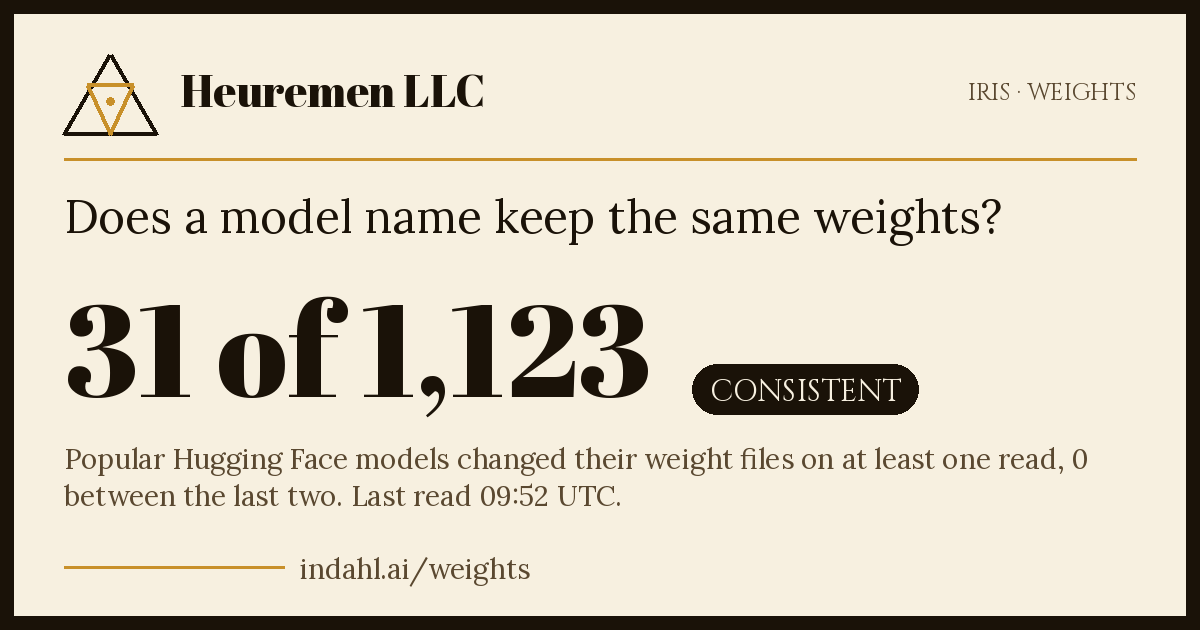 Heuremen LLC
IRIS · WEIGHTS
Does a model name keep the same weights?
31 of 1,123
CONSISTENT
Popular Hugging Face models changed their weight files on at least one read, 0
between the last two. Last read 09:52 UTC.
indahl.ai/weights